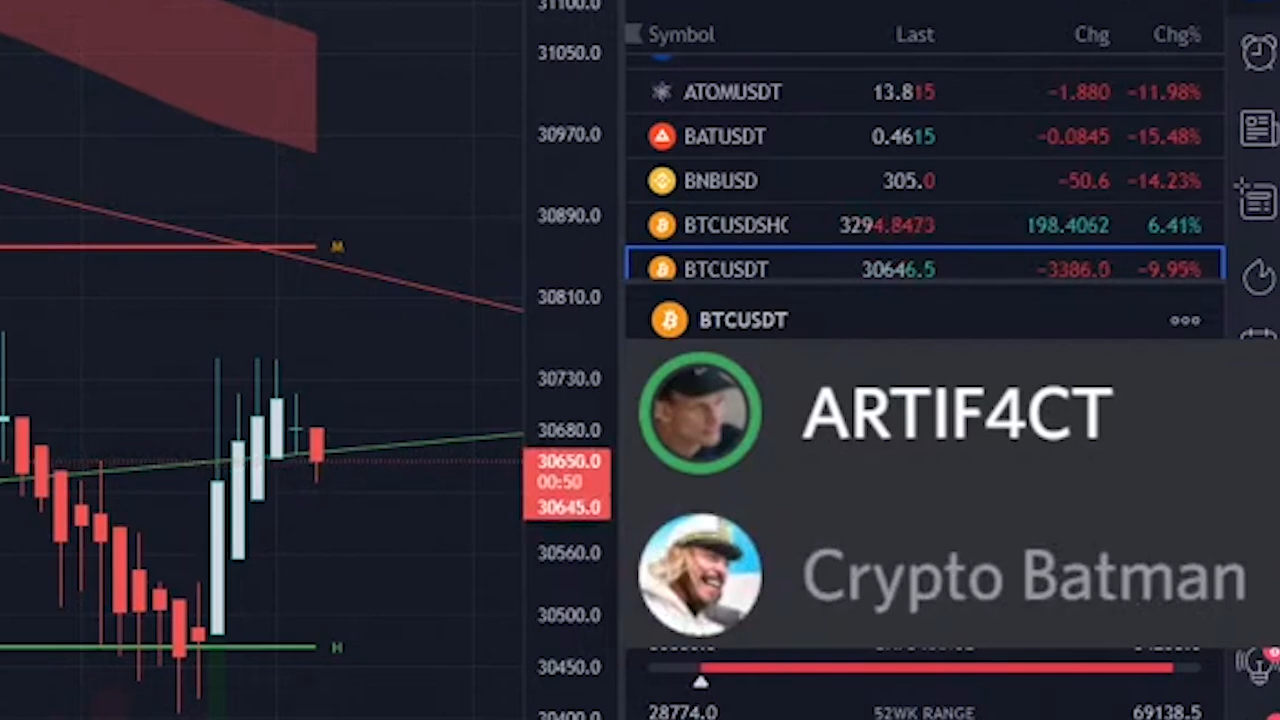 31100.0
31050.0
30970.0
30890.0
30810.0
30730.0
30680.0
30650.0
00:50
30645.0
30560.0
30500.0
30450.0
30400.0
M
H
Symbol Last Chg Chg%
ATOMUSDT 13.815 −1.880 −11.98%
BATUSDT 0.4615 −0.0845 −15.48%
BNBUSD 305.0 −50.6 −14.23%
BTCUSDSHO 3294.8473 198.4062 6.41%
BTCUSDT 30646.5 −3386.0 −9.95%
BTCUSDT
ARTIF4CT
Crypto Batman
28774.0 52WK RANGE 69138.5